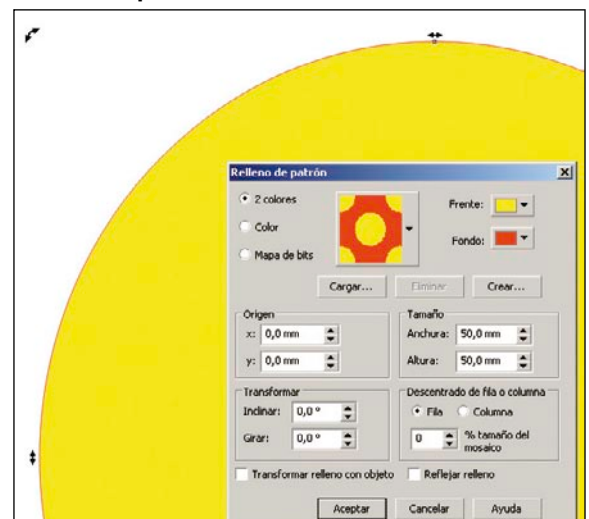 Relleno de patrón
2 colores
Color
Mapa de bits
Frente:
Fondo:
Cargar... Eliminar Crear...
Origen
x: 0,0 mm
y: 0,0 mm
Tamaño
Anchura: 50,0 mm
Altura: 50,0 mm
Transformar
Inclinar: 0,0 °
Girar: 0,0 °
Descentrado de fila o columna
Fila Columna
0 % tamaño del
mosaico
Transformar relleno con objeto Reflejar relleno
Aceptar Cancelar Ayuda